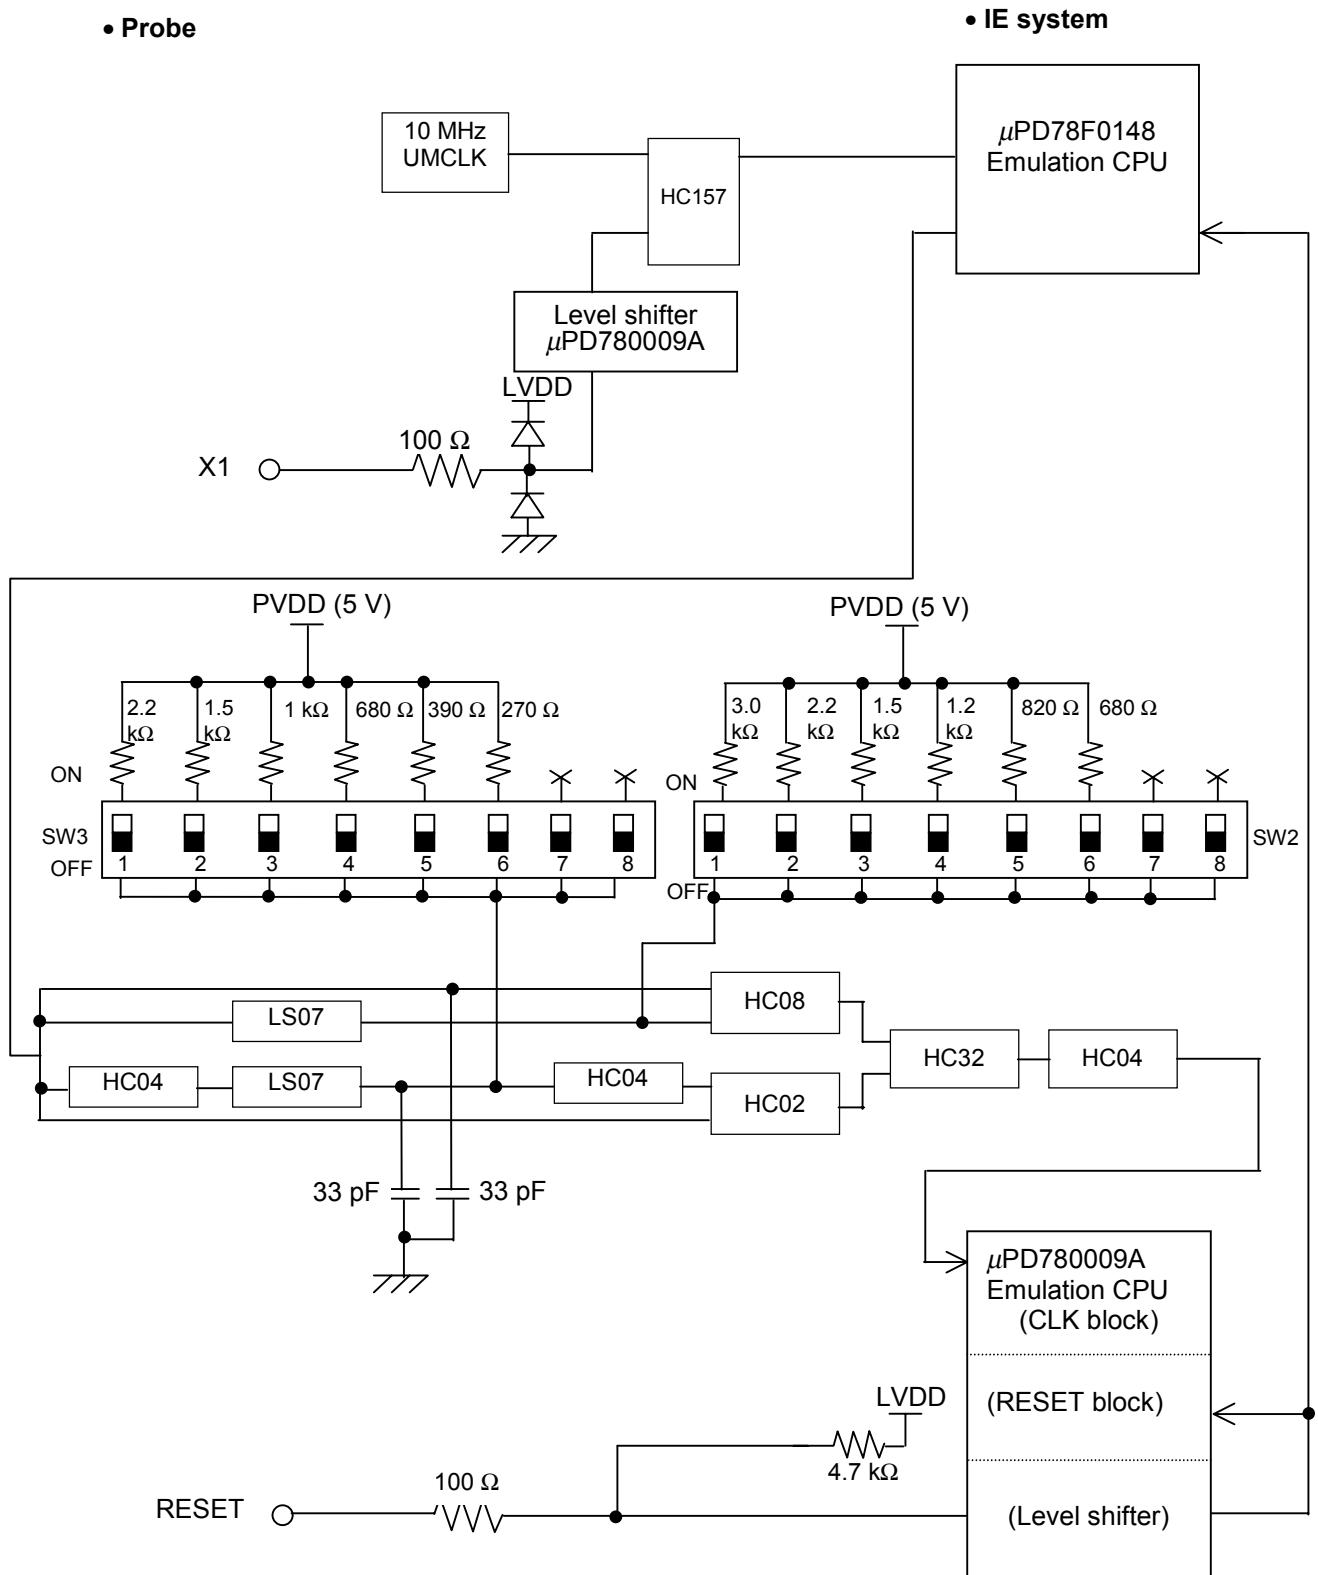 • Probe
• IE system
10 MHz
UMCLK
HC157
μPD78F0148
Emulation CPU
Level shifter
μPD780009A
LVDD
100 Ω
X1
PVDD (5 V)
PVDD (5 V)
2.2
kΩ
1.5
kΩ
1 kΩ
680 Ω
390 Ω
270 Ω
3.0
kΩ
2.2
kΩ
1.5
kΩ
1.2
kΩ
820 Ω
680 Ω
ON
ON
SW3
OFF
1 2 3 4 5 6 7 8
1 2 3 4 5 6 7 8
SW2
OFF
LS07
HC08
HC04
LS07
HC04
HC02
HC32
HC04
33 pF
33 pF
μPD780009A
Emulation CPU
(CLK block)
LVDD
(RESET block)
4.7 kΩ
100 Ω
RESET
(Level shifter)